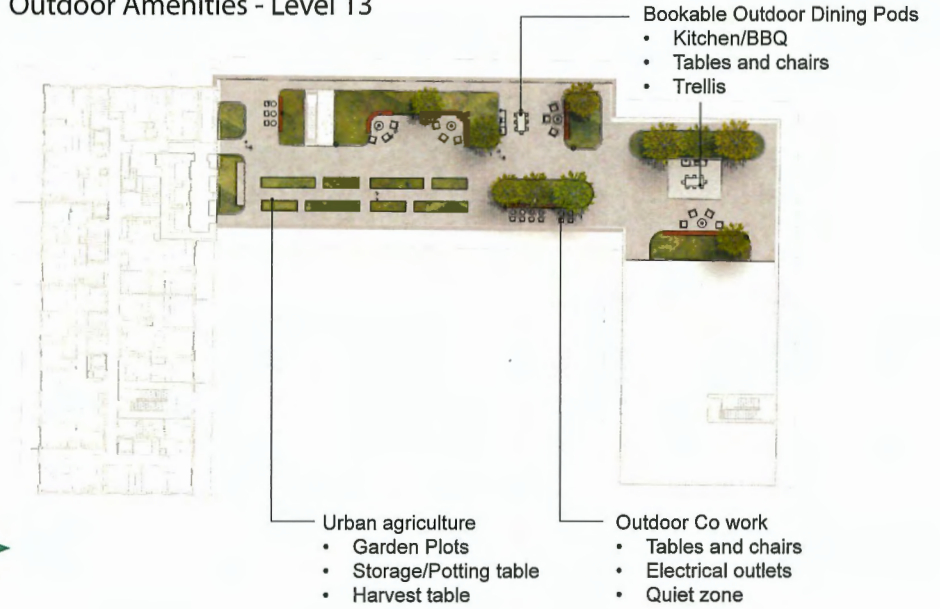 Outdoor Amenities - Level 13
Bookable Outdoor Dining Pods
• Kitchen/BBQ
• Tables and chairs
• Trellis
Urban agriculture
• Garden Plots
• Storage/Potting table
• Harvest table
Outdoor Co work
• Tables and chairs
• Electrical outlets
• Quiet zone